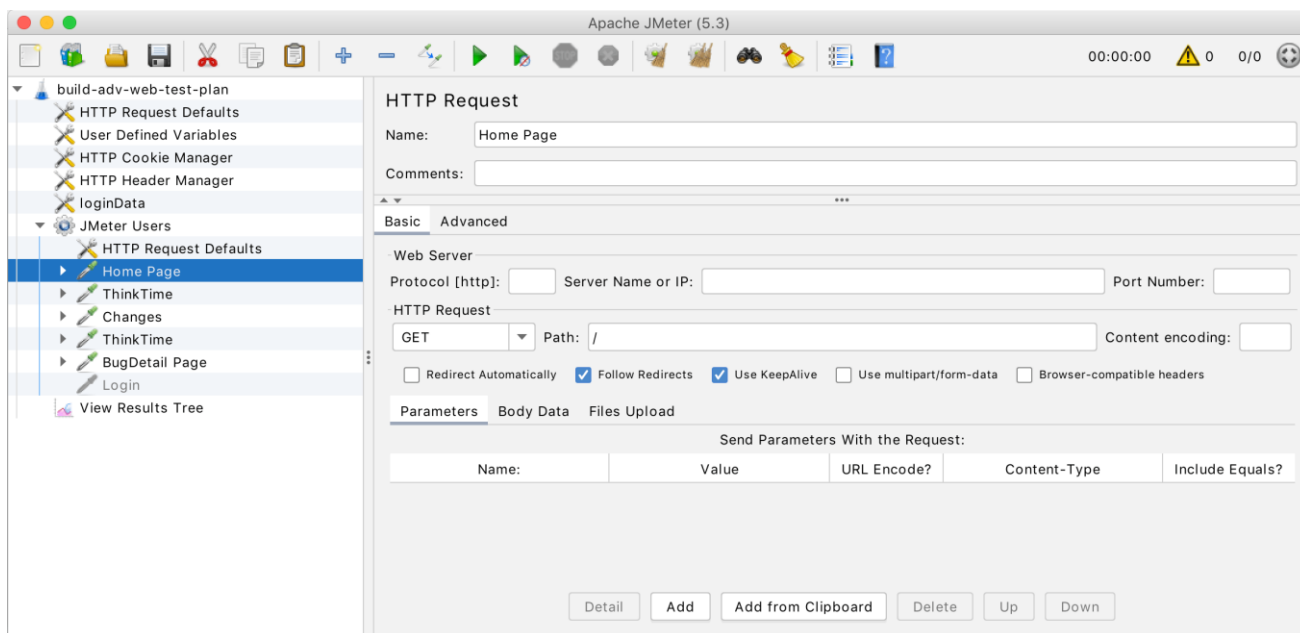 Apache JMeter (5.3)
STOP
00:00:00 0 0/0
build-adv-web-test-plan
HTTP Request Defaults
User Defined Variables
HTTP Cookie Manager
HTTP Header Manager
loginData
JMeter Users
HTTP Request Defaults
Home Page
ThinkTime
Changes
ThinkTime
BugDetail Page
Login
View Results Tree
HTTP Request
Name: Home Page
Comments:
Basic Advanced
Web Server
Protocol [http]: Server Name or IP: Port Number:
HTTP Request
GET Path: / Content encoding:
Redirect Automatically Follow Redirects Use KeepAlive Use multipart/form-data Browser-compatible headers
Parameters Body Data Files Upload
Send Parameters With the Request:
Name: Value URL Encode? Content-Type Include Equals?
Detail Add Add from Clipboard Delete Up Down